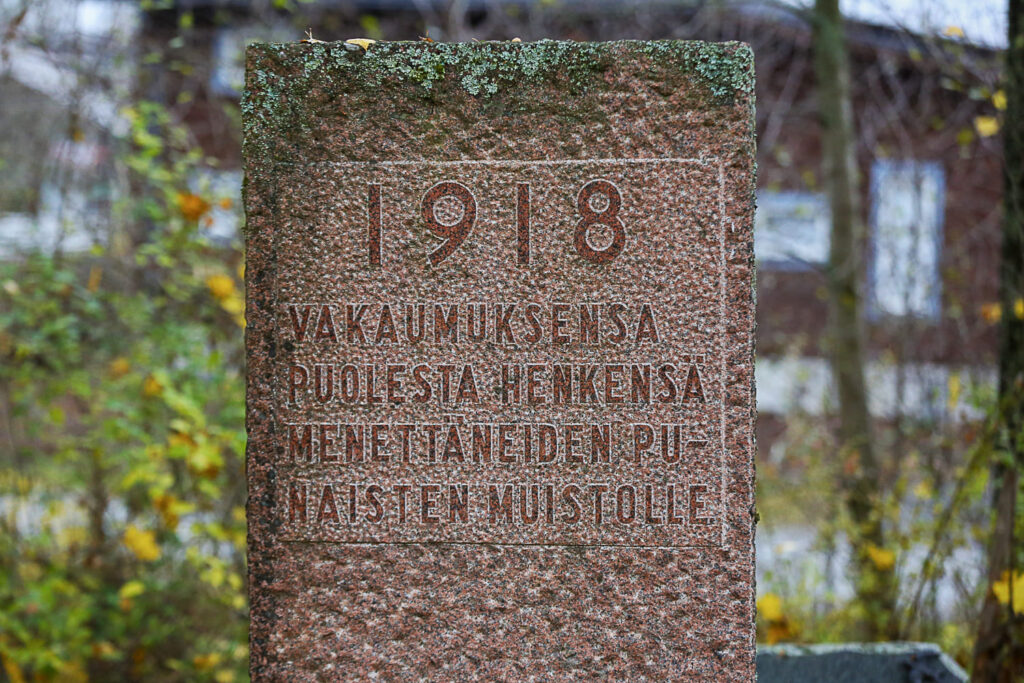 1918
VAKAUMUKSENSA
PUOLESTA HENKENSÄ
MENETTÄNEIDEN PU-
NAISTEN MUISTOLLE